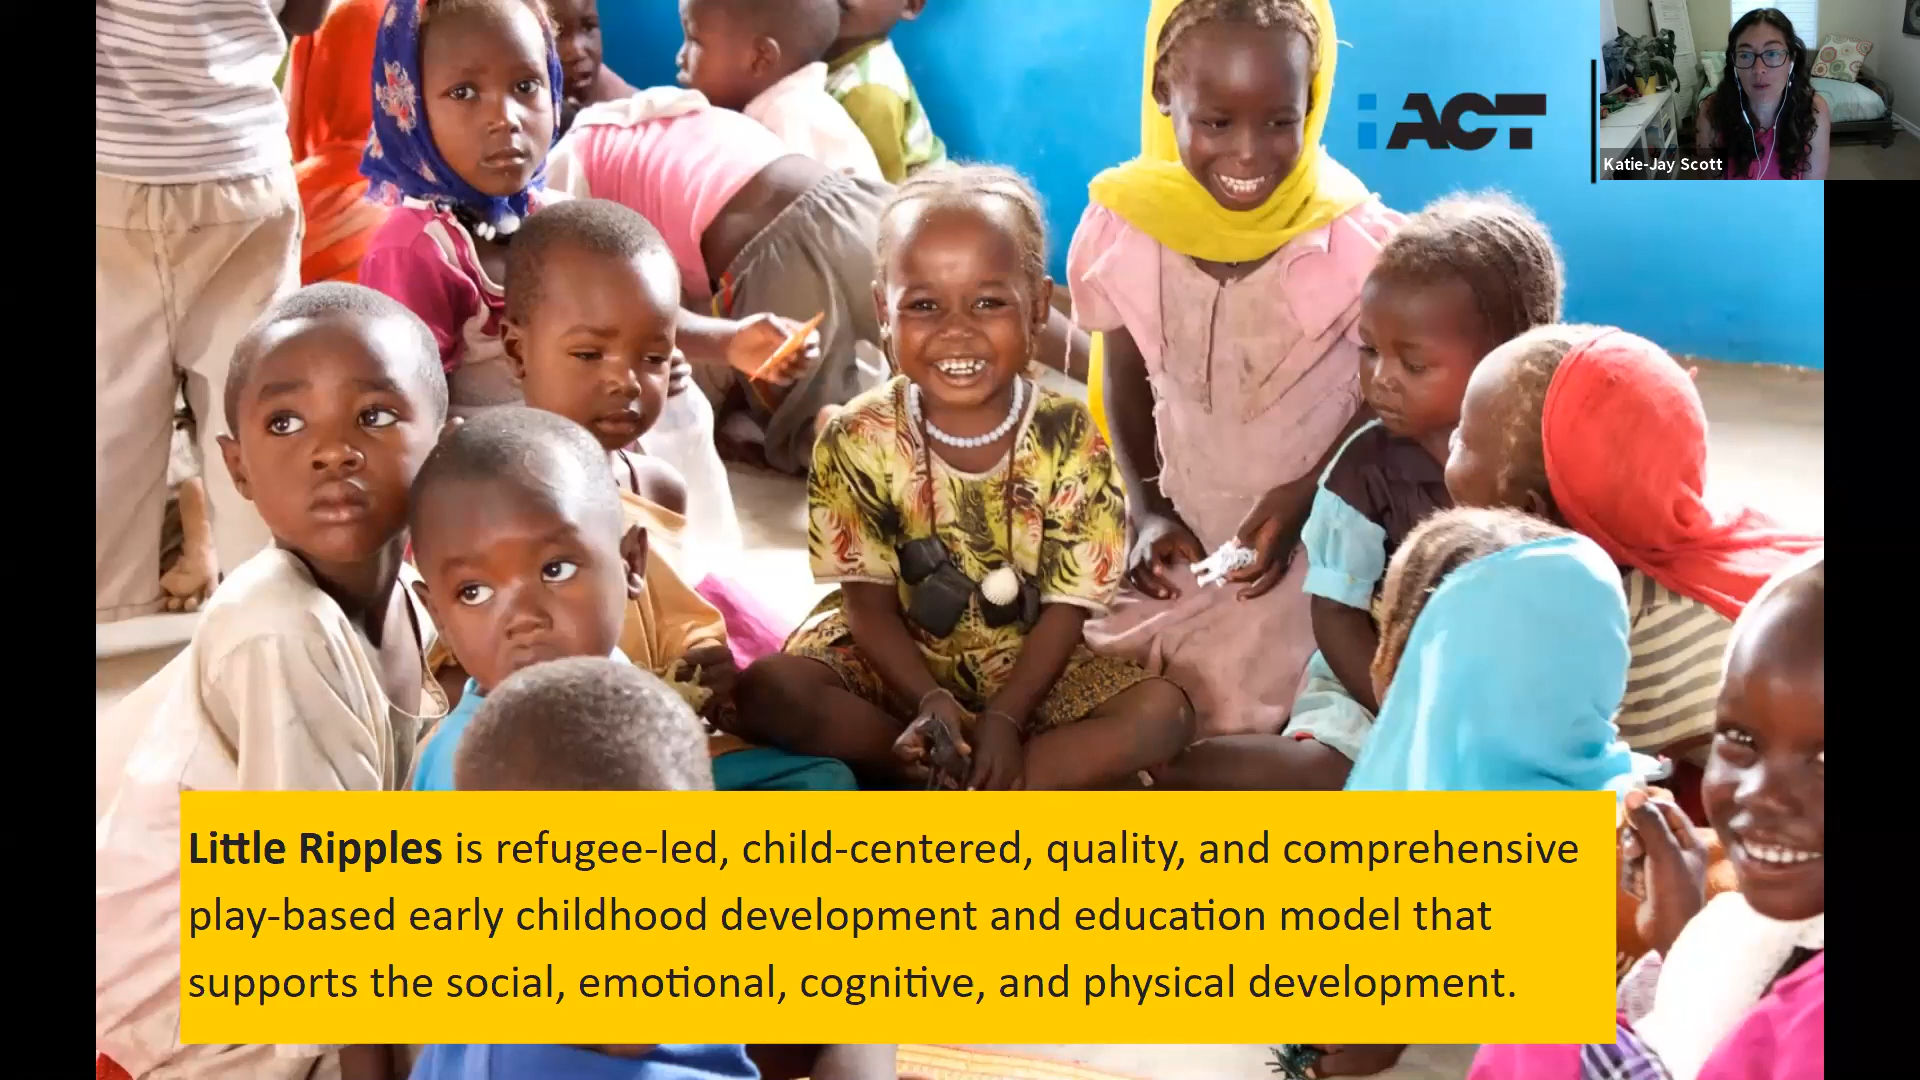 iACT
Katie-Jay Scott
Little Ripples is refugee-led, child-centered, quality, and comprehensive
play-based early childhood development and education model that
supports the social, emotional, cognitive, and physical development.